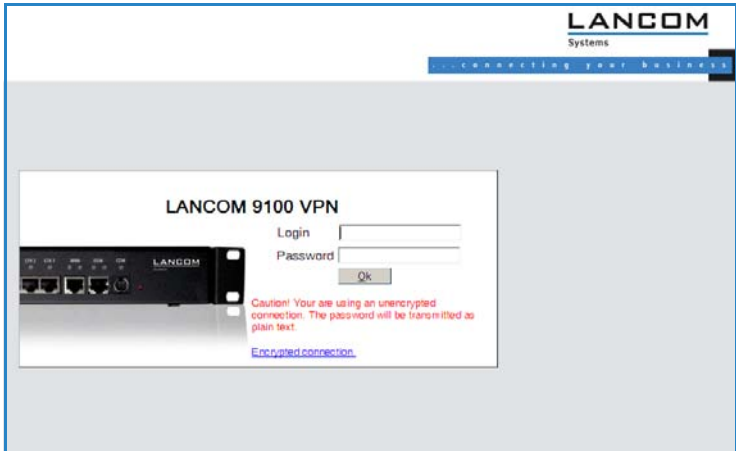 LANCOM
Systems
...connecting your business
LANCOM 9100 VPN
Login
Password
Ok
LANCOM
Caution! Your are using an unencrypted
connection. The password will be transmitted as
plain text.
Encrypted connection.